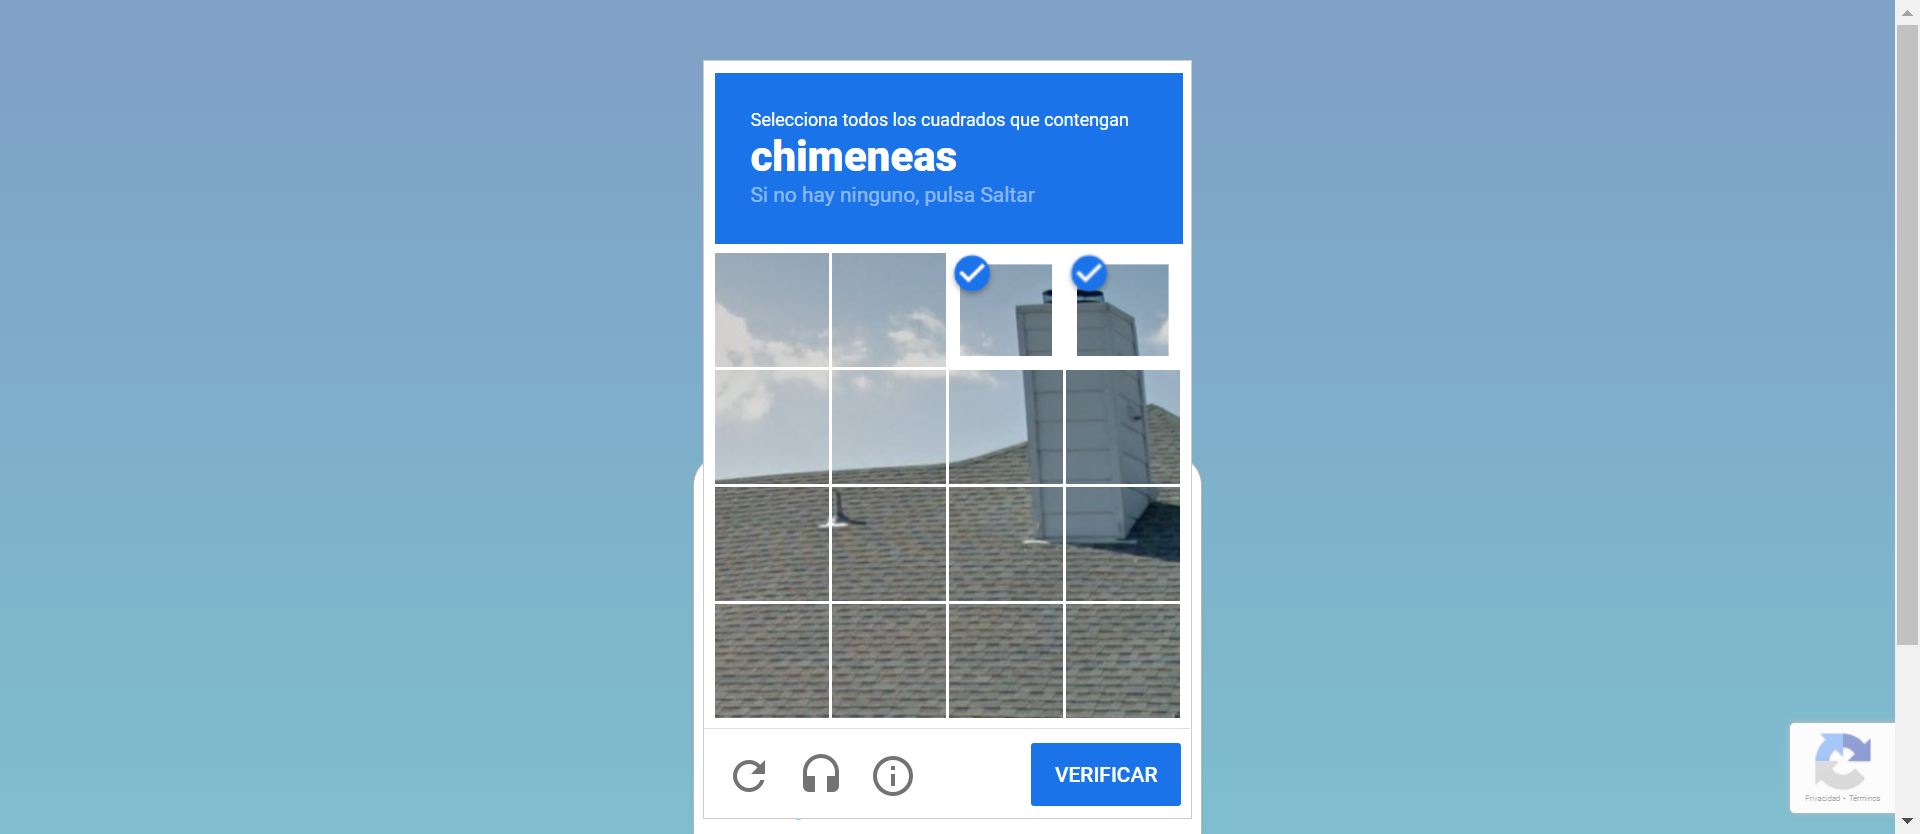 Selecciona todos los cuadrados que contengan
chimeneas
Si no hay ninguno, pulsa Saltar
VERIFICAR
Privacidad - Términos